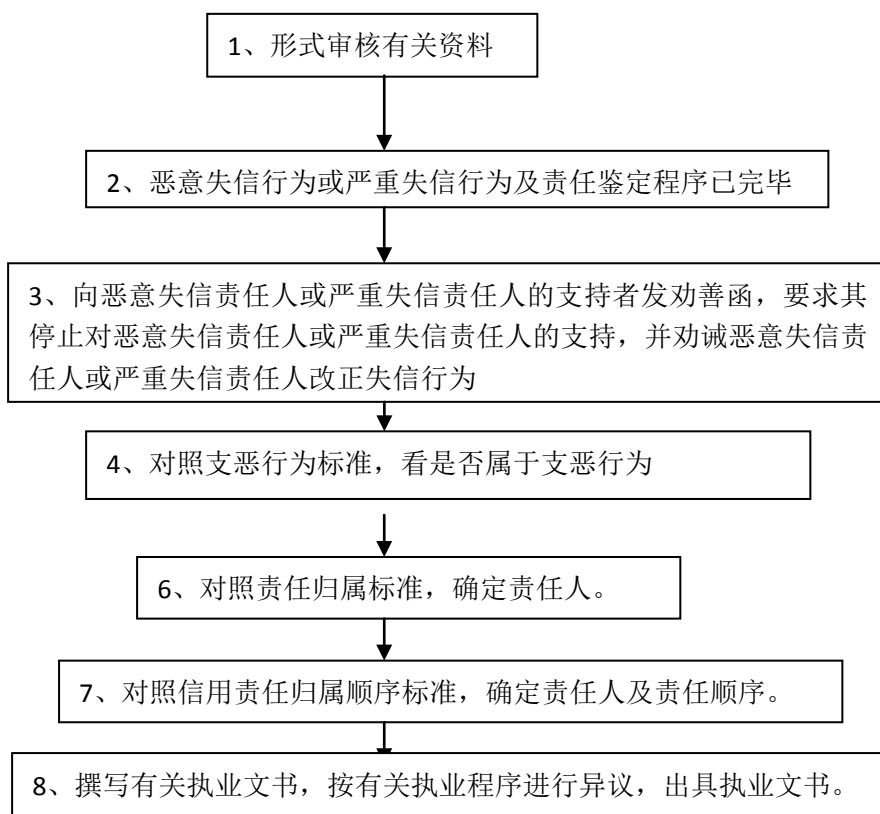 1、形式审核有关资料
2、恶意失信行为或严重失信行为及责任鉴定程序已完毕
3、向恶意失信责任人或严重失信责任人的支持者发劝善函，要求其
停止对恶意失信责任人或严重失信责任人的支持，并劝诫恶意失信责
任人或严重失信责任人改正失信行为
4、对照支恶行为标准，看是否属于支恶行为
6、对照责任归属标准，确定责任人。
7、对照信用责任归属顺序标准，确定责任人及责任顺序。
8、撰写有关执业文书，按有关执业程序进行异议，出具执业文书。